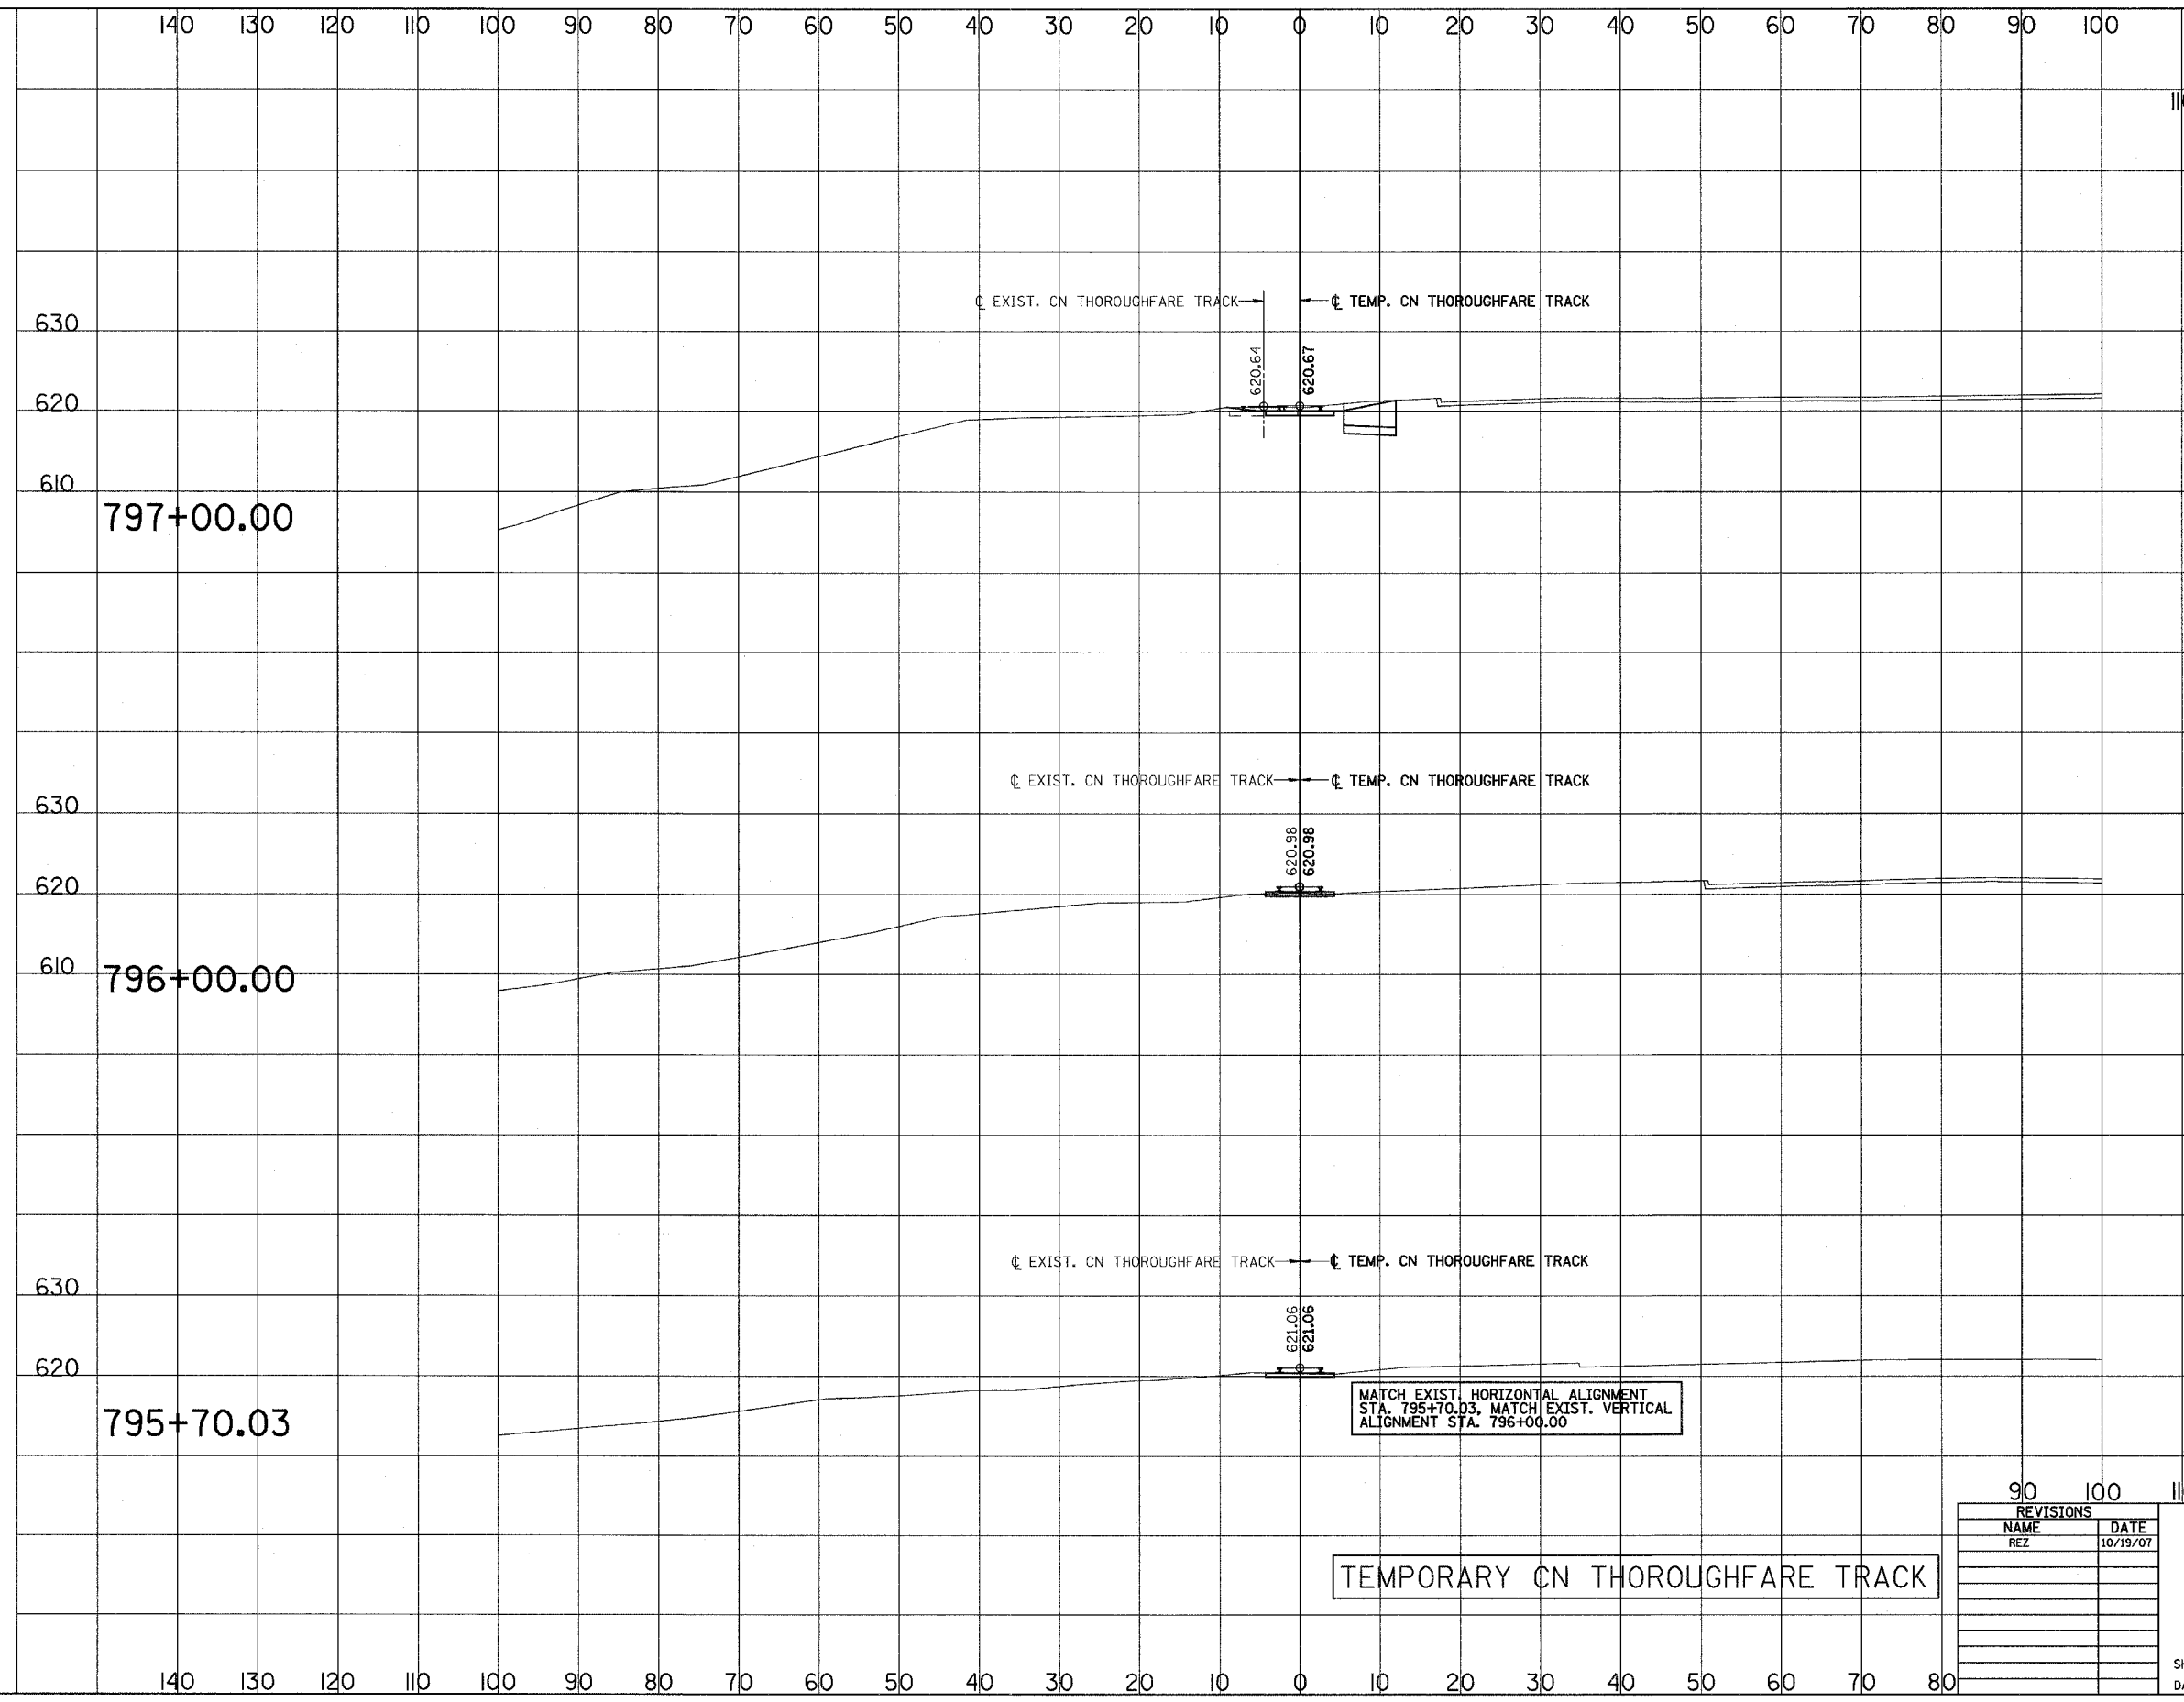 140 130 120 110 100 90 80 70 60 50 40 30 20 10 0 10 20 30 40 50 60 70 80 90 100
℄ EXIST. CN THOROUGHFARE TRACK ℄ TEMP. CN THOROUGHFARE TRACK
630
620.64 620.67
620
610
797+00.00
℄ EXIST. CN THOROUGHFARE TRACK ℄ TEMP. CN THOROUGHFARE TRACK
630
620.98 620.98
620
610
796+00.00
℄ EXIST. CN THOROUGHFARE TRACK ℄ TEMP. CN THOROUGHFARE TRACK
630
621.06 621.06
620
795+70.03
MATCH EXIST. HORIZONTAL ALIGNMENT
STA. 795+70.03, MATCH EXIST. VERTICAL
ALIGNMENT STA. 796+00.00
90 100
REVISIONS
NAME DATE
REZ 10/19/07
TEMPORARY CN THOROUGHFARE TRACK
140 130 120 110 100 90 80 70 60 50 40 30 20 10 0 10 20 30 40 50 60 70 80